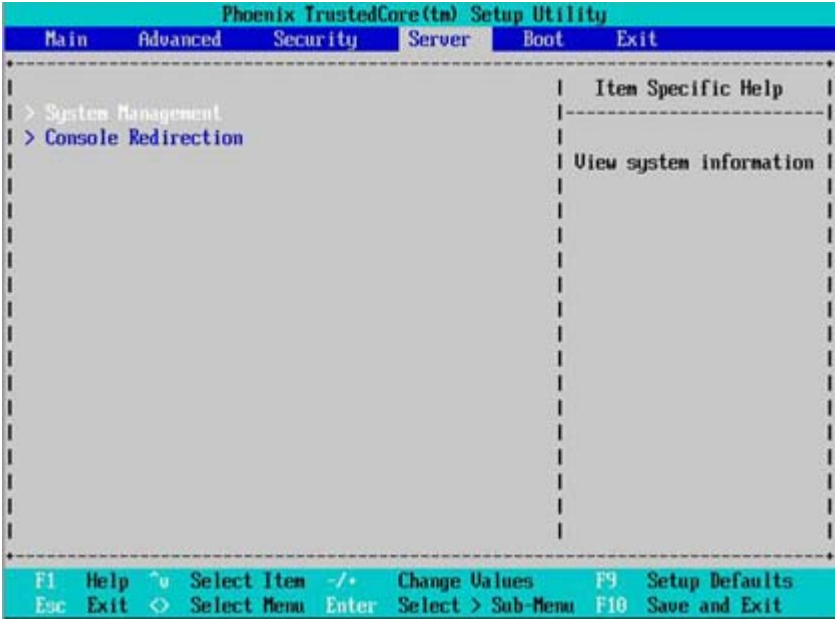 Phoenix TrustedCore(tm) Setup Utility
Main Advanced Security Server Boot Exit
Item Specific Help
> System Management
> Console Redirection
View system information
F1 Help ^v Select Item -/+ Change Values F9 Setup Defaults
Esc Exit <> Select Menu Enter Select > Sub-Menu F10 Save and Exit